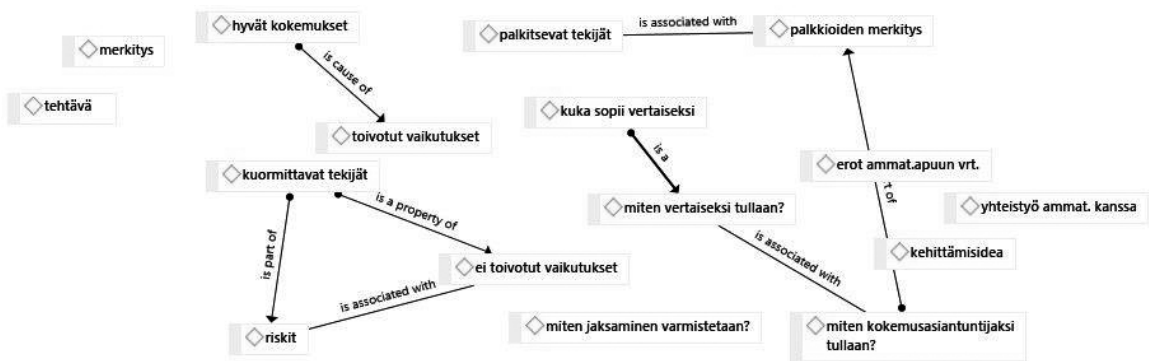 hyvät kokemukset
is associated with
palkitsevat tekijät
palkkioiden merkitys
merkitys
is cause of
tehtävä
kuka sopii vertaiseksi
toivotut vaikutukset
is a
erot ammat.apuun vrt.
kuormittavat tekijät
is a property of
miten vertaiseksi tullaan?
rt of
yhteistyö ammat. kanssa
is part of
is associated with
kehittämisidea
ei toivotut vaikutukset
is associated with
riskit
miten jaksaminen varmistetaan?
miten kokemusasiantuntijaksi
tullaan?